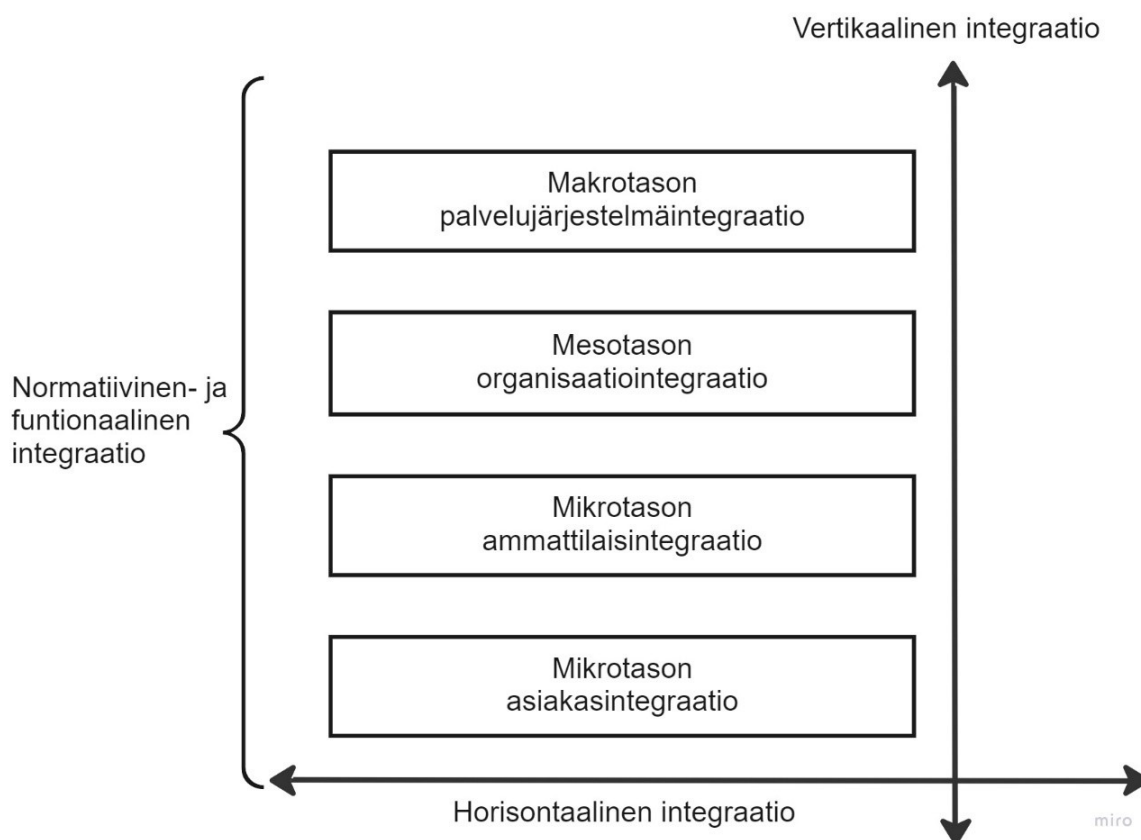 Vertikaalinen integraatio
Makrotason
palvelujärjestelmäintegraatio
Mesotason
organisaatiointegraatio
Normatiivinen- ja
funtionaalinen
integraatio
Mikrotason
ammattilaisintegraatio
Mikrotason
asiakasintegraatio
Horisontaalinen integraatio
miro